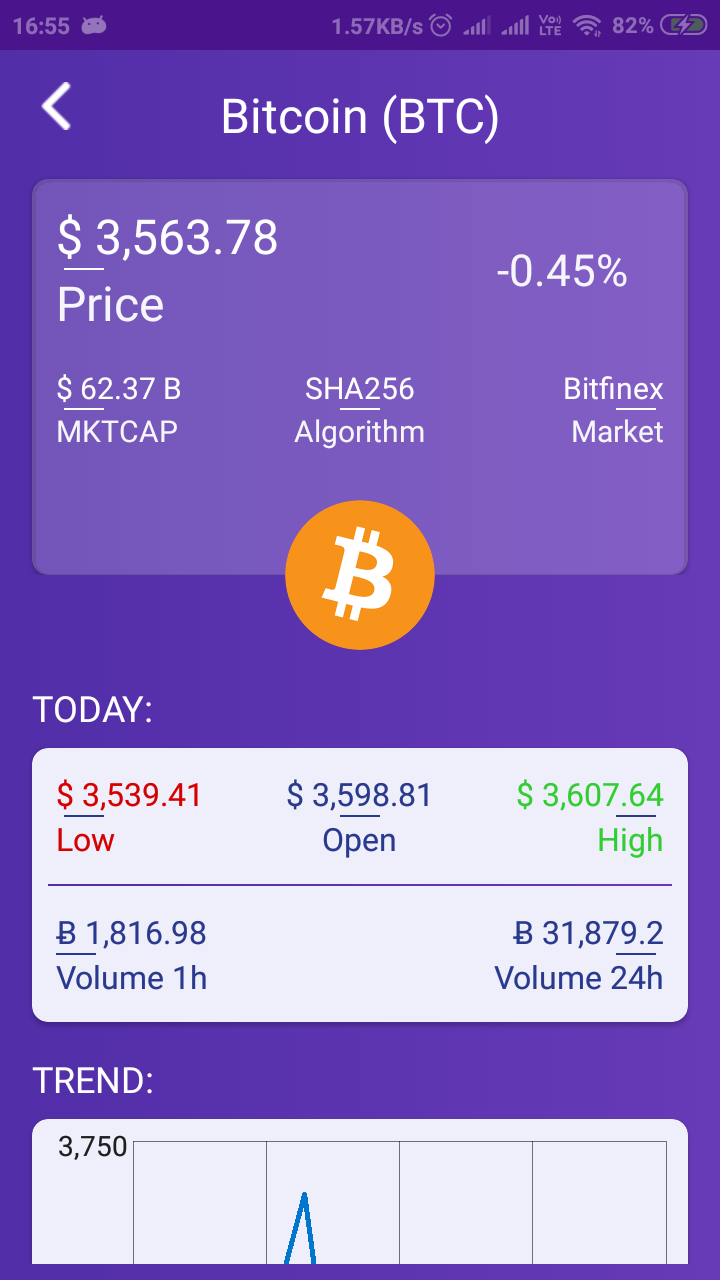 16:55 1.57KB/s Vo) LTE 82%
Bitcoin (BTC)
$ 3,563.78
-0.45%
Price
$ 62.37 B SHA256 Bitfinex
MKTCAP Algorithm Market
TODAY:
$ 3,539.41 $ 3,598.81 $ 3,607.64
Low Open High
Ƀ 1,816.98 Ƀ 31,879.2
Volume 1h Volume 24h
TREND:
3,750